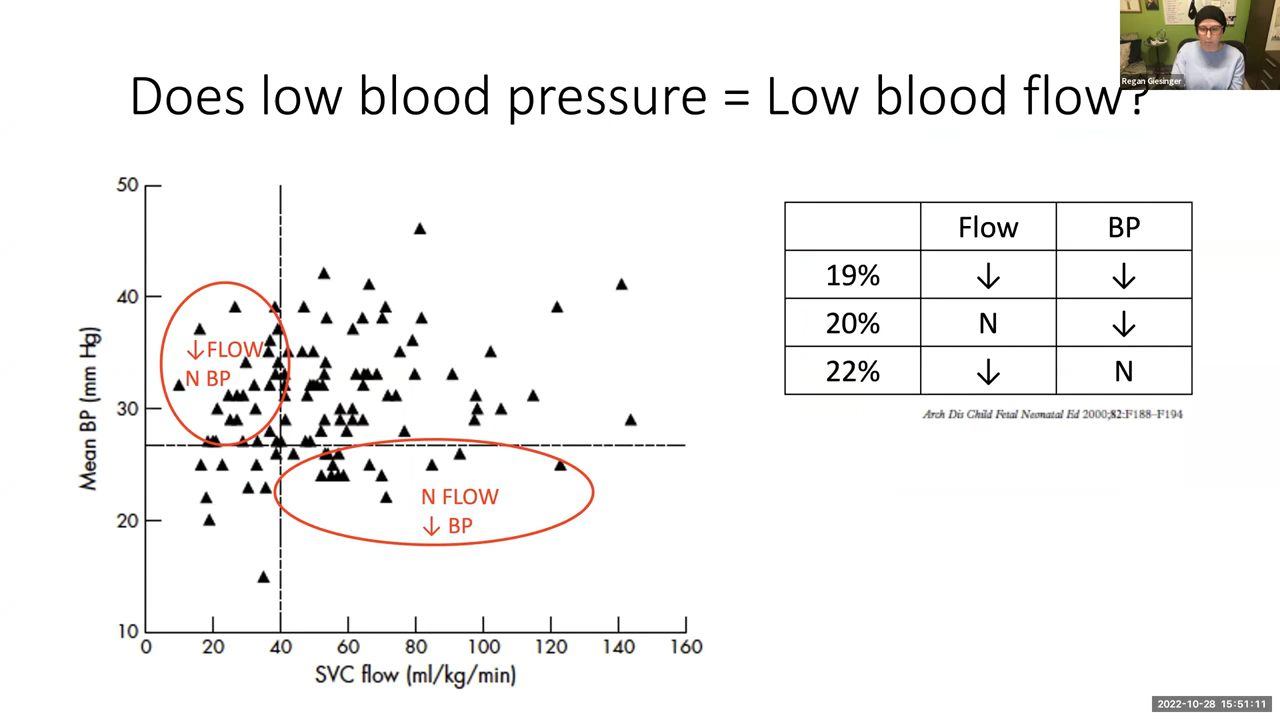 Regan Giesinger
Does low blood pressure = Low blood flow?
50
40
30
20
10
Mean BP (mm Hg)
↓ FLOW
N BP
N FLOW
↓ BP
0 20 40 60 80 100 120 140 160
SVC flow (ml/kg/min)
Flow BP
19% ↓ ↓
20% N ↓
22% ↓ N
Arch Dis Child Fetal Neonatal Ed 2000;82:F188–F194
2022-10-28 15:51:11